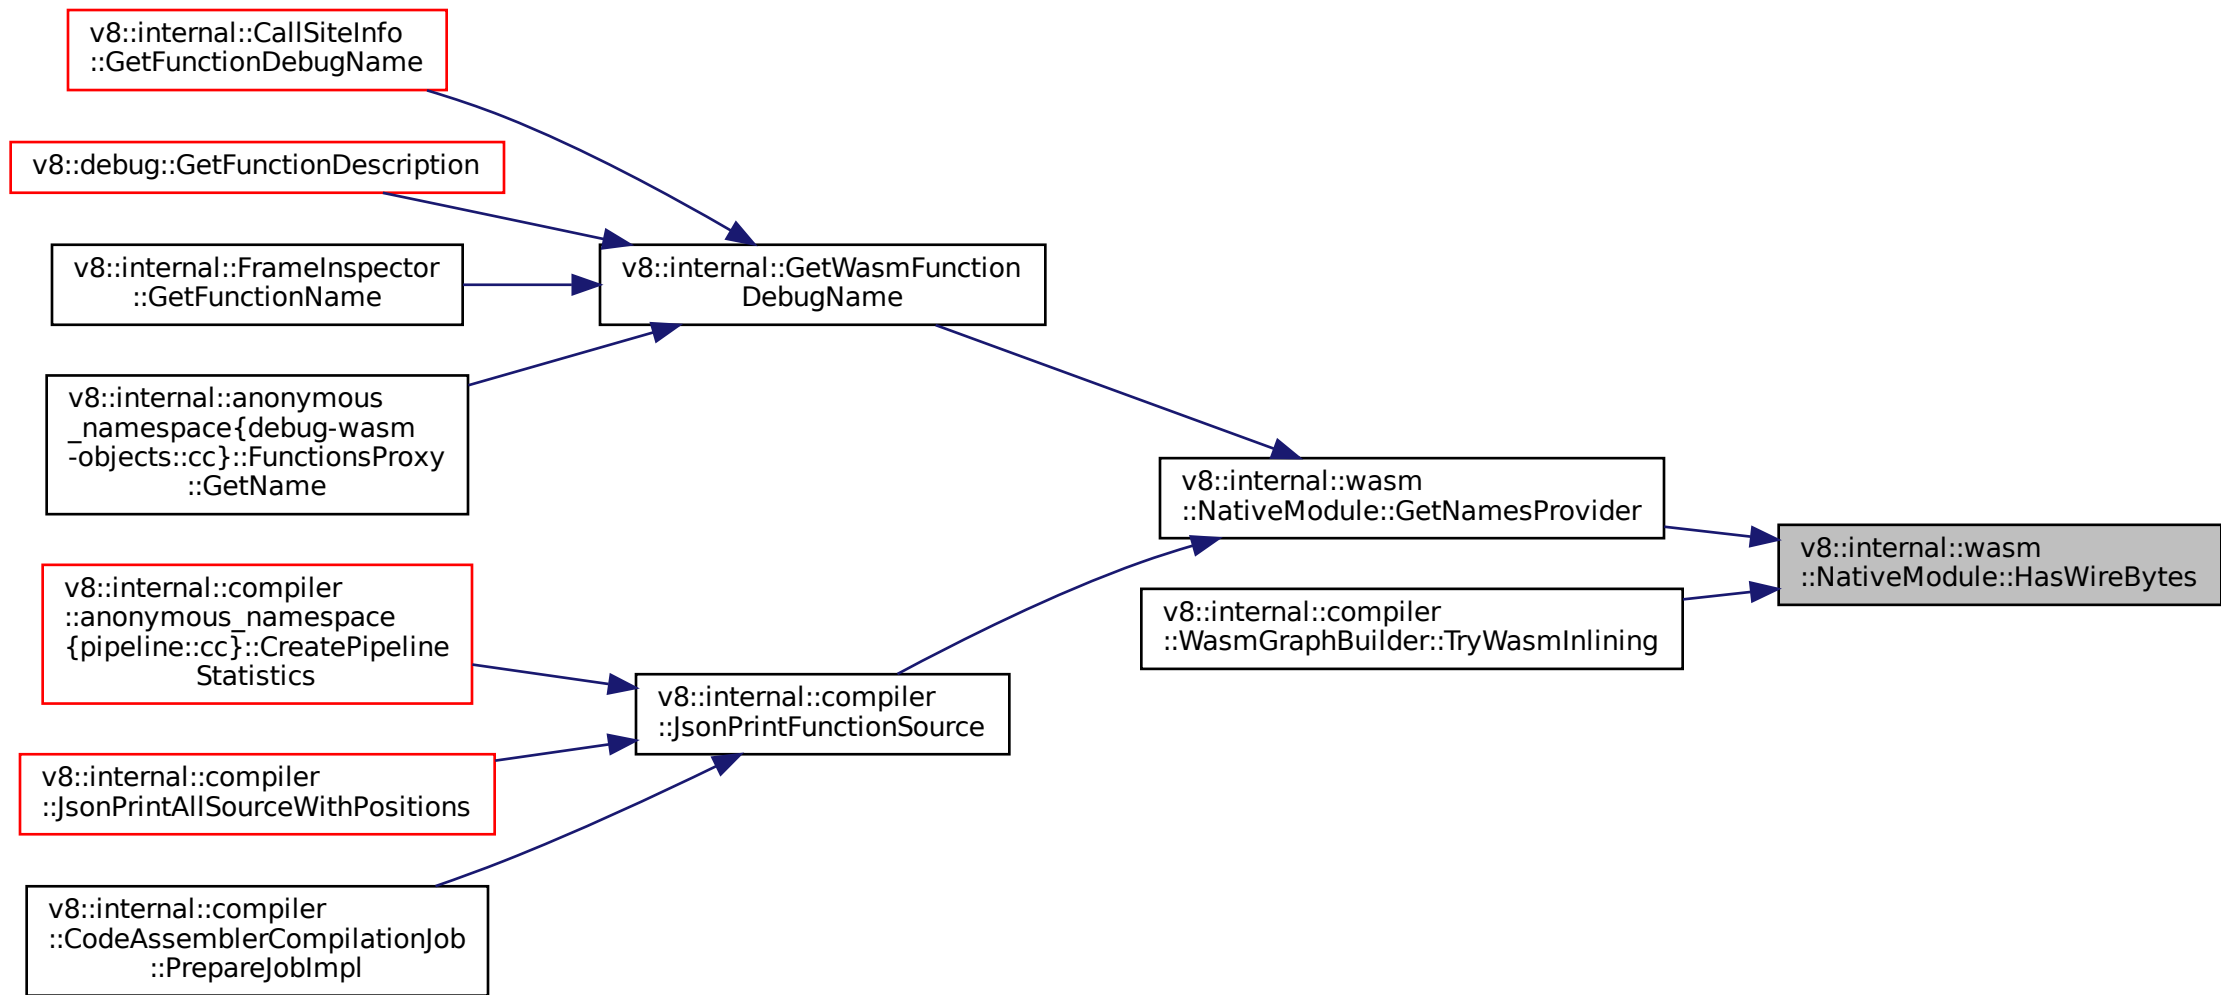 v8::internal::CallSiteInfo
::GetFunctionDebugName
v8::debug::GetFunctionDescription
v8::internal::FrameInspector
::GetFunctionName
v8::internal::GetWasmFunction
DebugName
v8::internal::anonymous
_namespace{debug-wasm
-objects::cc}::FunctionsProxy
::GetName
v8::internal::wasm
::NativeModule::GetNamesProvider
v8::internal::wasm
::NativeModule::HasWireBytes
v8::internal::compiler
::anonymous_namespace
{pipeline::cc}::CreatePipeline
Statistics
v8::internal::compiler
::WasmGraphBuilder::TryWasmInlining
v8::internal::compiler
::JsonPrintFunctionSource
v8::internal::compiler
::JsonPrintAllSourceWithPositions
v8::internal::compiler
::CodeAssemblerCompilationJob
::PrepareJobImpl